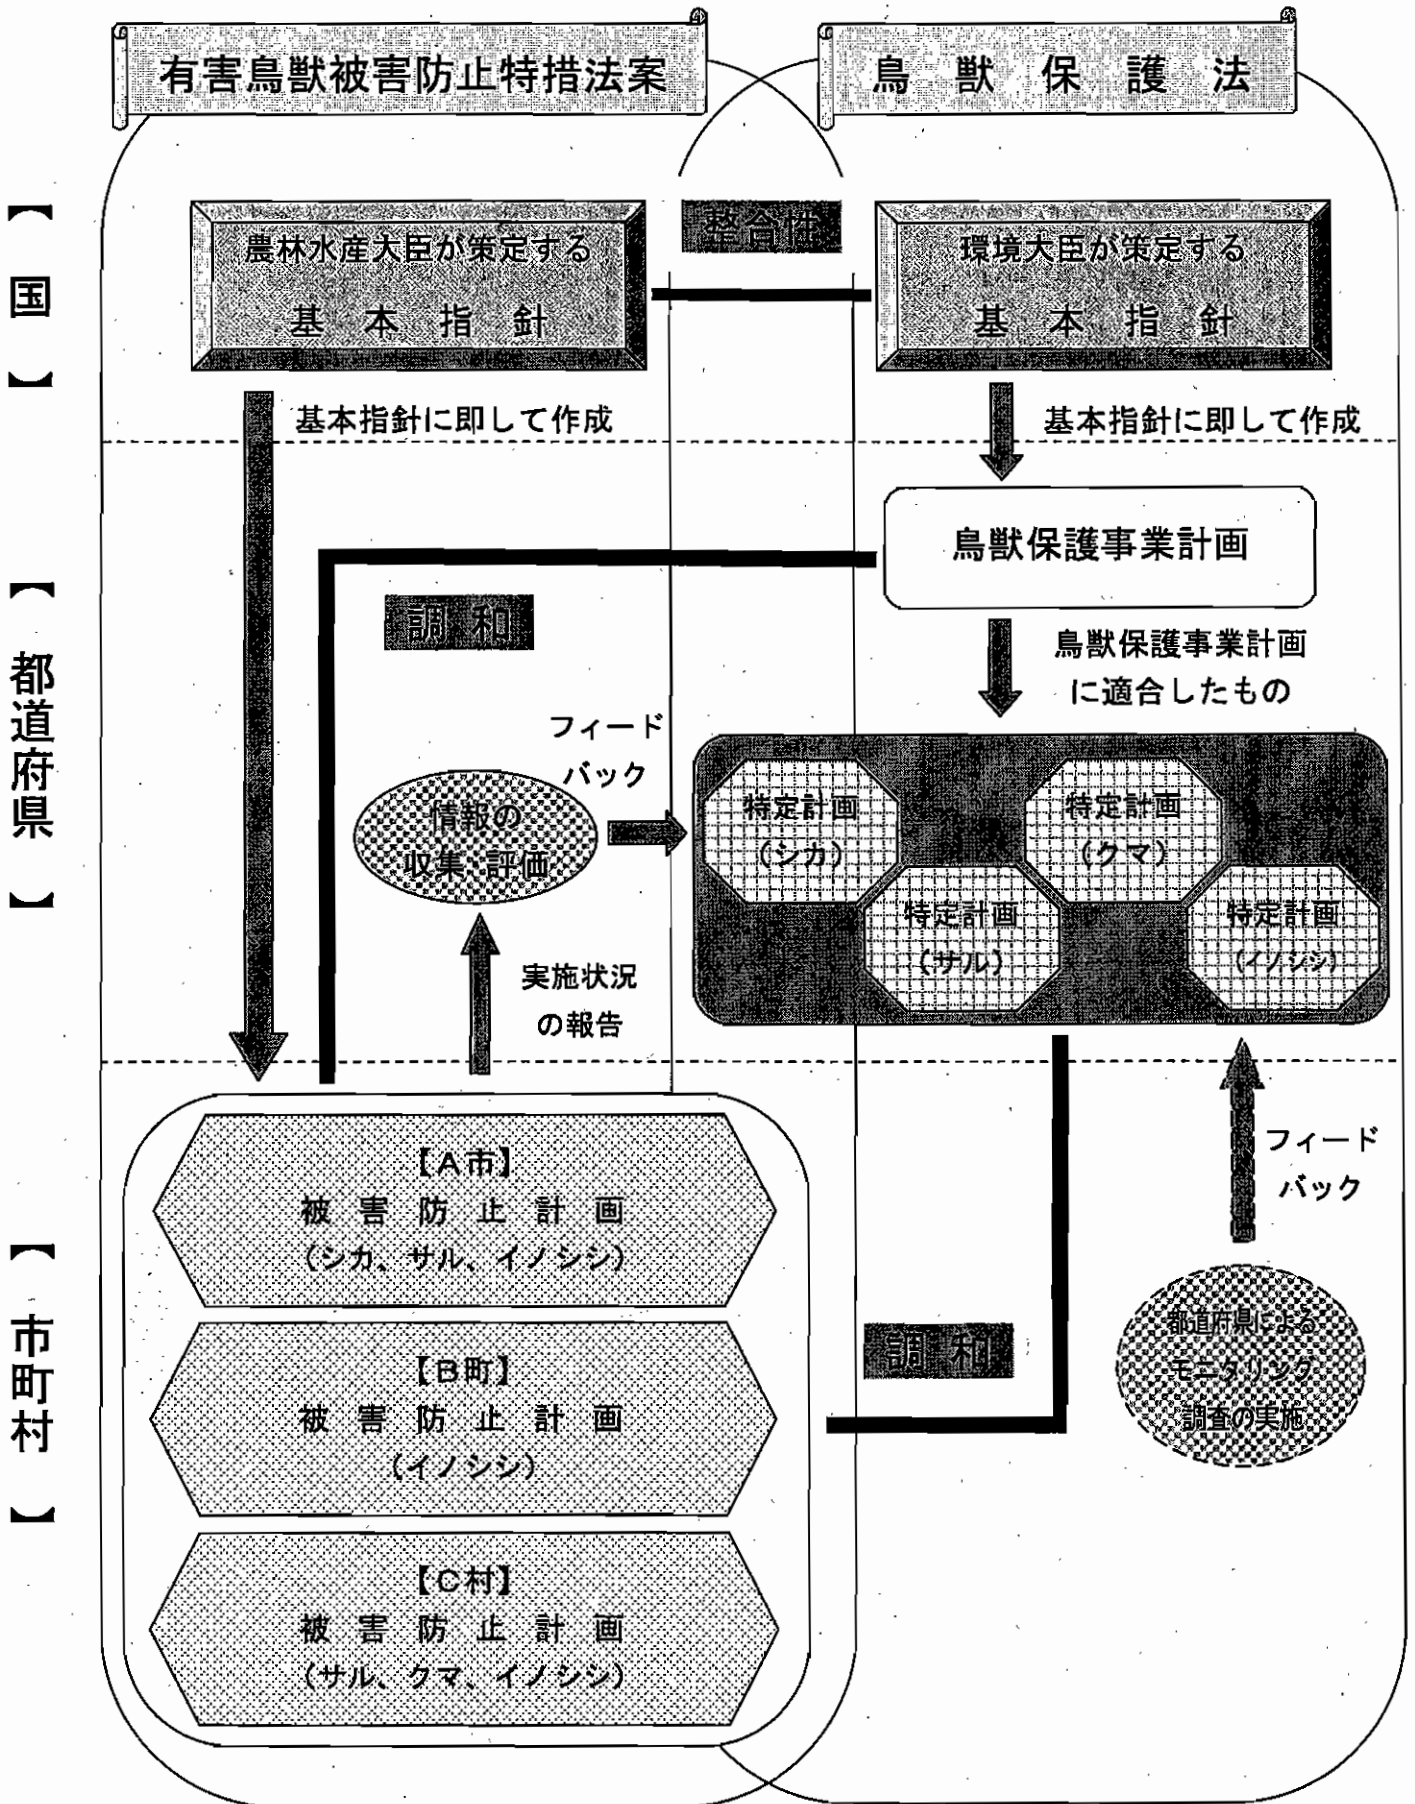 有害鳥獣被害防止特措法案
鳥獣保護法
【国】
農林水産大臣が策定する
基本指針
整合性
環境大臣が策定する
基本指針
基本指針に即して作成
基本指針に即して作成
【都道府県】
鳥獣保護事業計画
調和
鳥獣保護事業計画
に適合したもの
フィード
バック
情報の
収集 評価
特定計画
(シカ)
特定計画
(クマ)
特定計画
(サル)
特定計画
(イノシシ)
実施状況
の報告
【市町村】
【A市】
被害防止計画
(シカ、サル、イノシシ)
フィード
バック
【B町】
被害防止計画
(イノシシ)
調和
都道府県による
モニタリング
調査の実施
【C村】
被害防止計画
(サル、クマ、イノシシ)